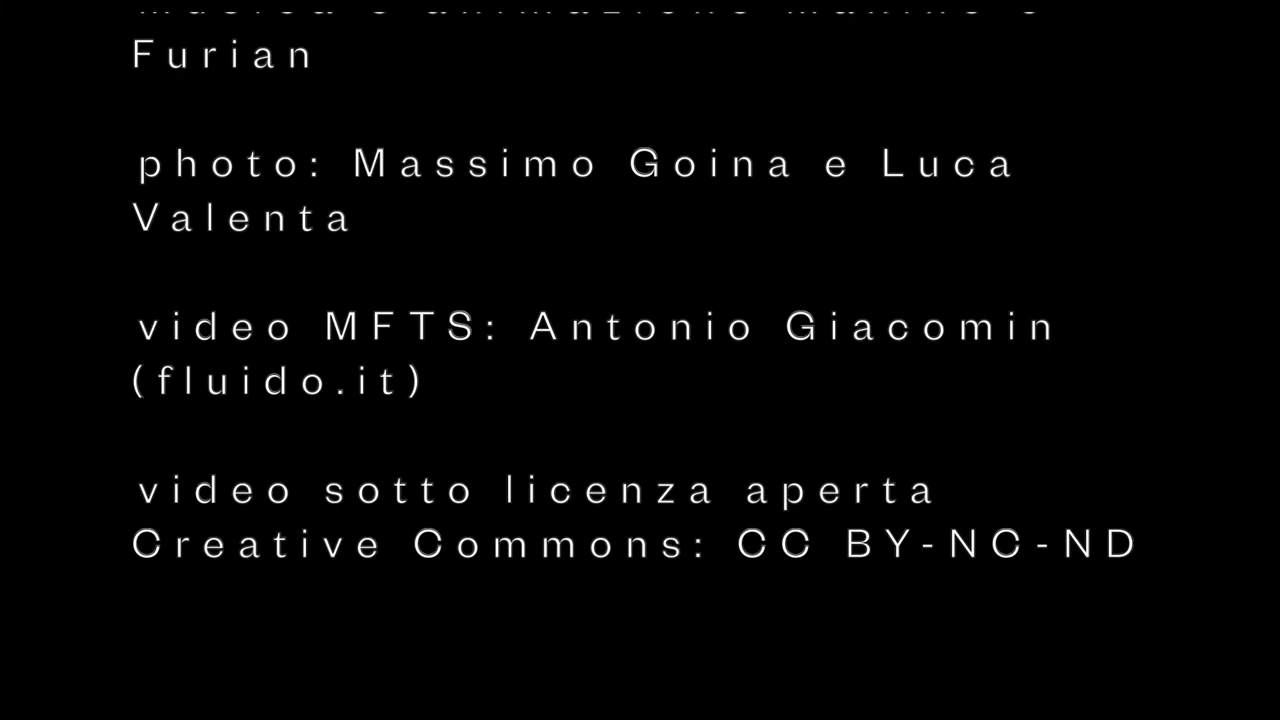 Furian
photo: Massimo Goina e Luca
Valenta
video MFTS: Antonio Giacomin
(fluido.it)
video sotto licenza aperta
Creative Commons: CC BY-NC-ND